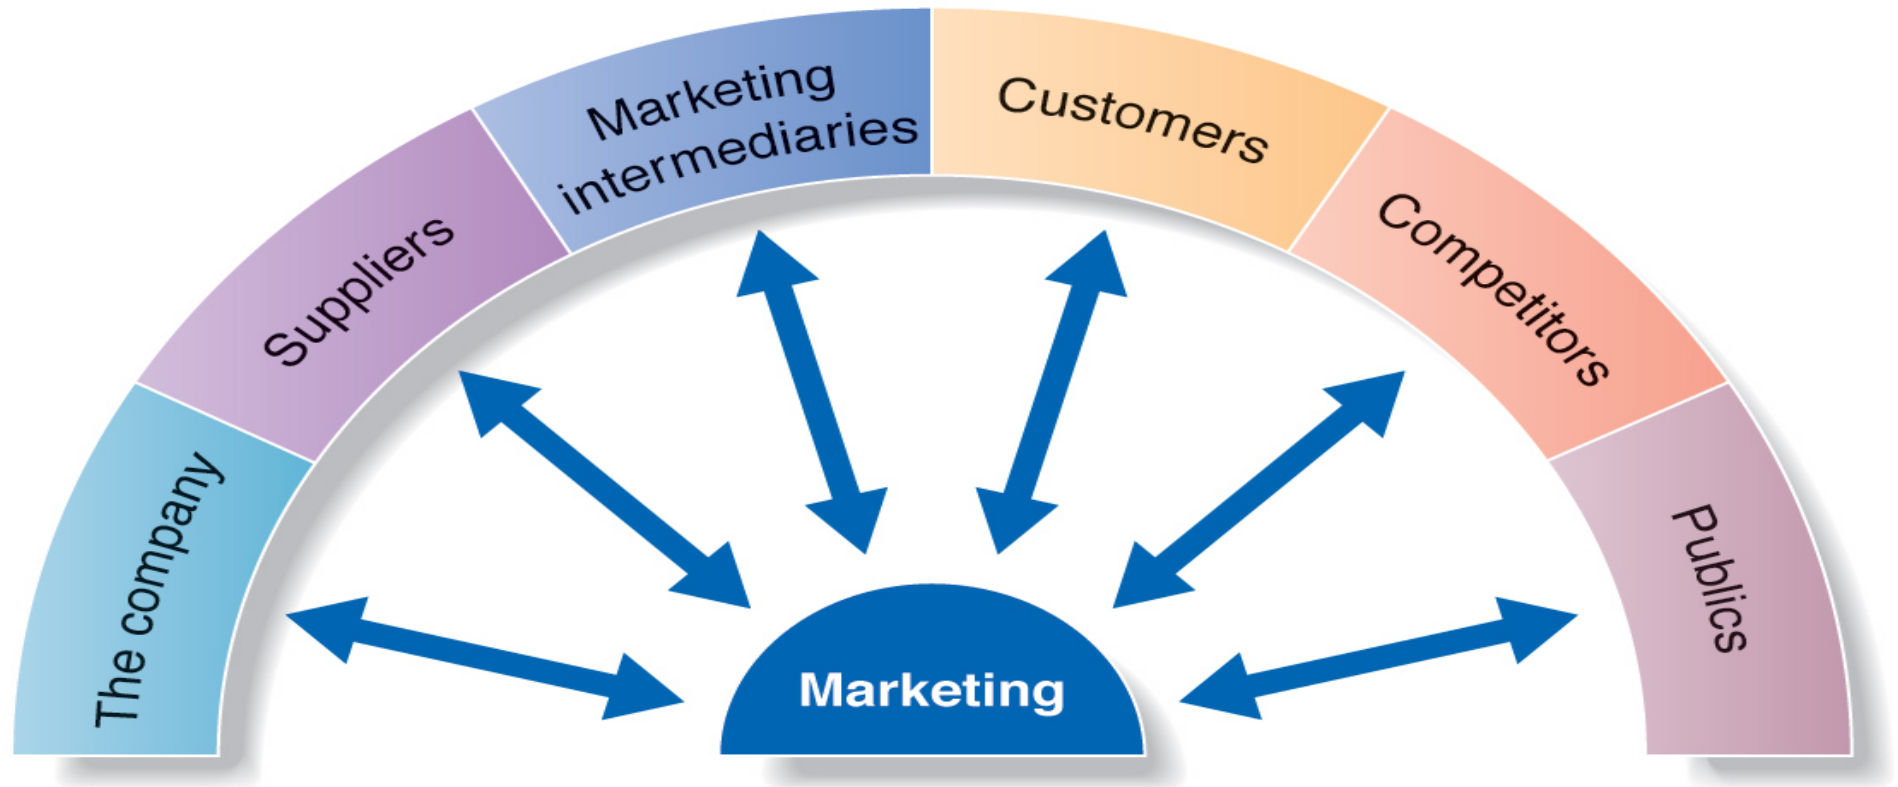 The company
Suppliers
Marketing
intermediaries
Customers
Competitors
Publics
Marketing